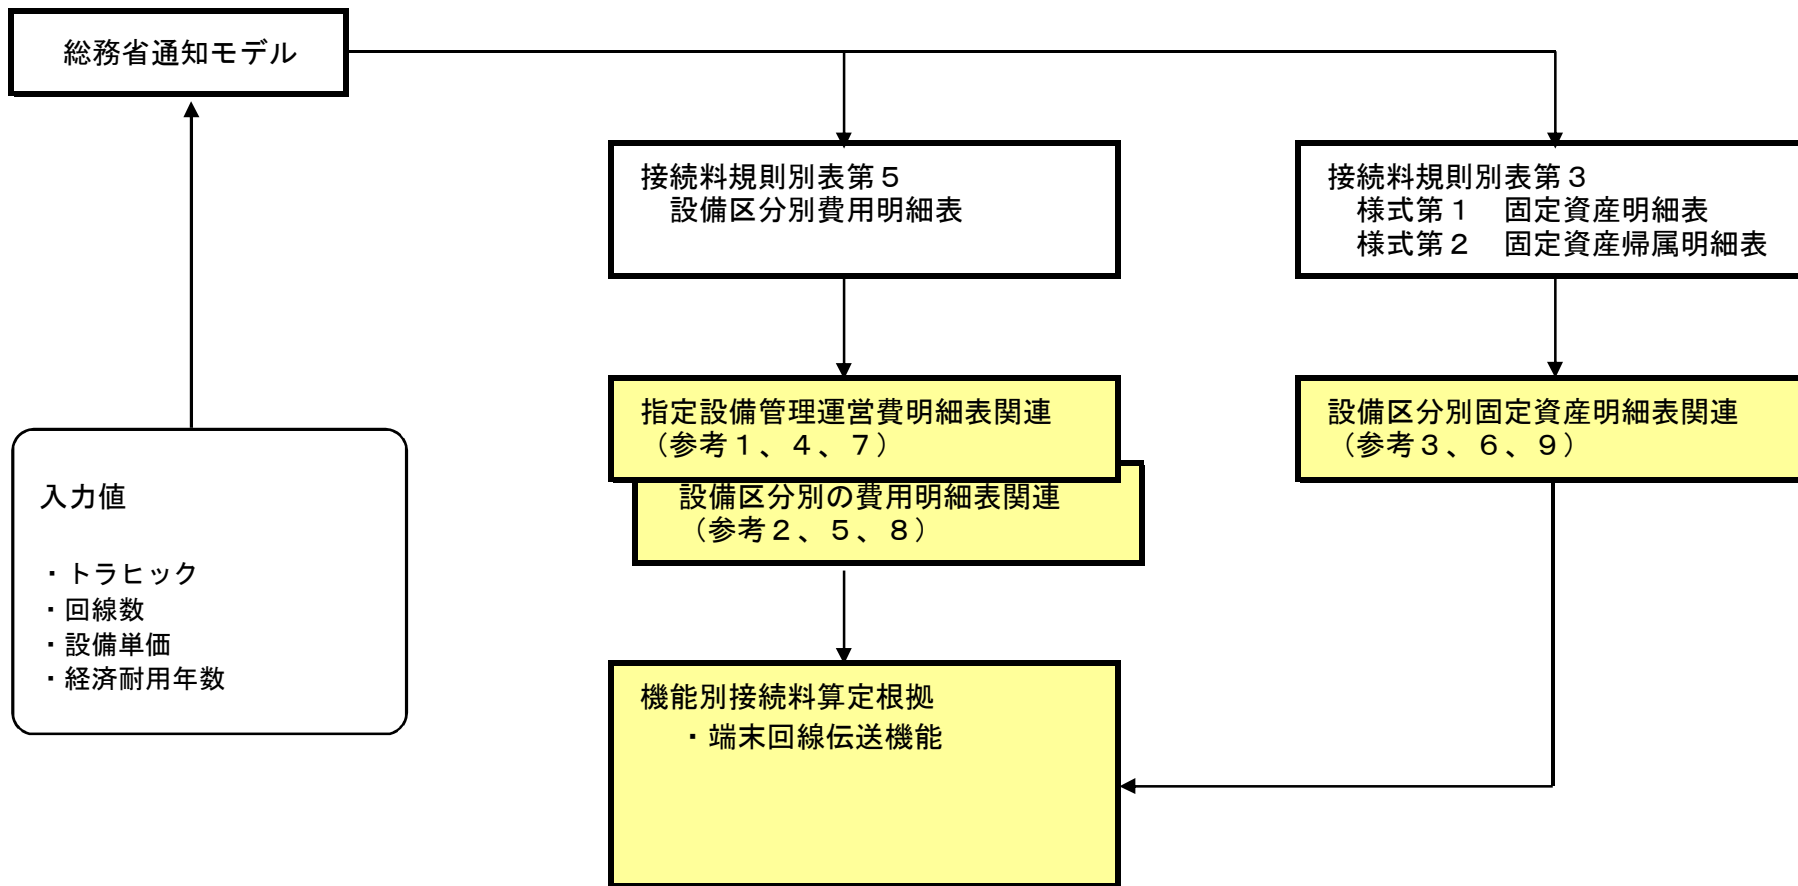 総務省通知モデル
接続料規則別表第５
設備区分別費用明細表
接続料規則別表第３
様式第１　固定資産明細表
様式第２　固定資産帰属明細表
指定設備管理運営費明細表関連
（参考１、４、７）
設備区分別の費用明細表関連
（参考２、５、８）
設備区分別固定資産明細表関連
（参考３、６、９）
入力値
・トラヒック
・回線数
・設備単価
・経済耐用年数
機能別接続料算定根拠
・端末回線伝送機能